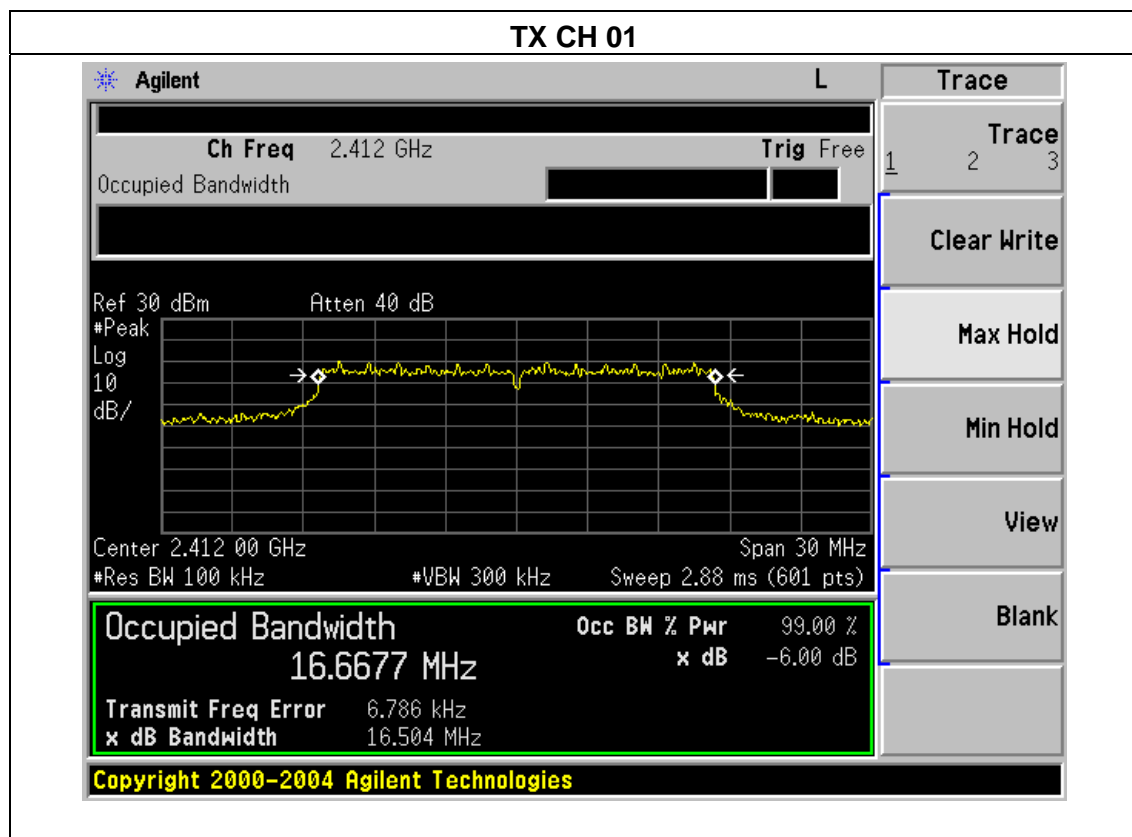 TX CH 01
Agilent L Trace
Ch Freq 2.412 GHz Trig Free
Occupied Bandwidth
Trace
1 2 3
Clear Write
Max Hold
Min Hold
View
Blank
Ref 30 dBm Atten 40 dB
#Peak
Log
10
dB/
Center 2.412 00 GHz Span 30 MHz
#Res BW 100 kHz #VBW 300 kHz Sweep 2.88 ms (601 pts)
Occupied Bandwidth Occ BW % Pwr 99.00 %
16.6677 MHz x dB -6.00 dB
Transmit Freq Error 6.786 kHz
x dB Bandwidth 16.504 MHz
Copyright 2000-2004 Agilent Technologies